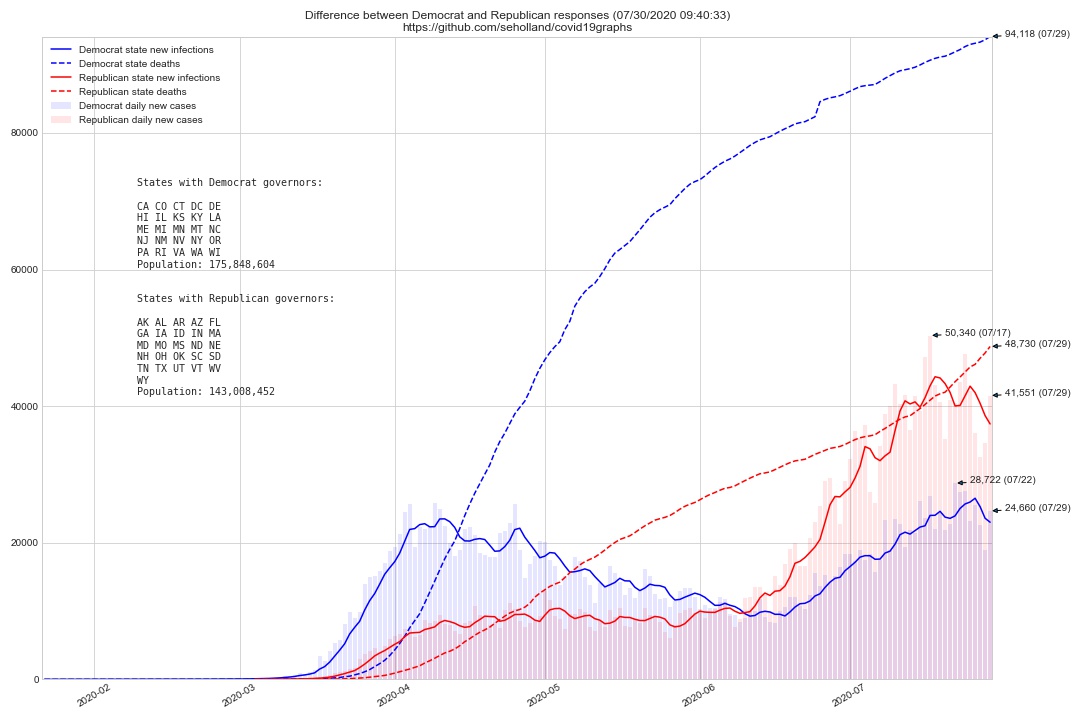 Difference between Democrat and Republican responses (07/30/2020 09:40:33)
https://github.com/seholland/covid19graphs
94,118 (07/29)
Democrat state new infections
Democrat state deaths
Republican state new infections
Republican state deaths
Democrat daily new cases
Republican daily new cases
80000
States with Democrat governors:
CA CO CT DC DE
HI IL KS KY LA
ME MI MN MT NC
NJ NM NV NY OR
PA RI VA WA WI
Population: 175,848,604
60000
States with Republican governors:
AK AL AR AZ FL
GA IA ID IN MA
MD MO MS ND NE
NH OH OK SC SD
TN TX UT VT WV
WY
Population: 143,008,452
50,340 (07/17)
48,730 (07/29)
41,551 (07/29)
40000
28,722 (07/22)
24,660 (07/29)
20000
0
2020-02
2020-03
2020-04
2020-05
2020-06
2020-07